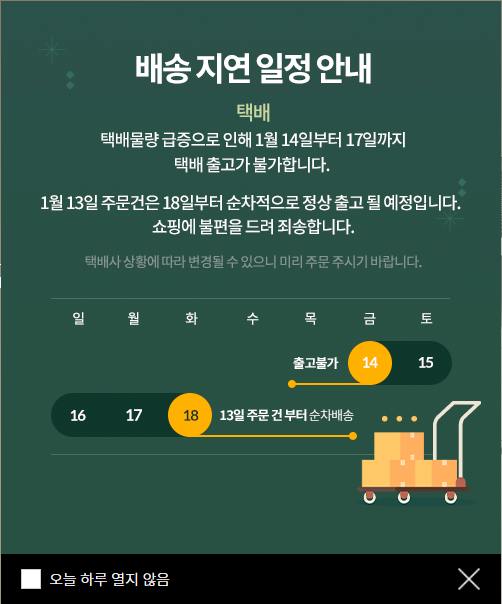 배송 지연 일정 안내
택배
택배물량 급증으로 인해 1월 14일부터 17일까지
택배 출고가 불가합니다.
1월 13일 주문건은 18일부터 순차적으로 정상 출고 될 예정입니다.
쇼핑에 불편을 드려 죄송합니다.
택배사 상황에 따라 변경될 수 있으니 미리 주문 주시기 바랍니다.
일 월 화 수 목 금 토
출고불가 14 15
16 17 18 13일 주문 건 부터 순차배송
오늘 하루 열지 않음